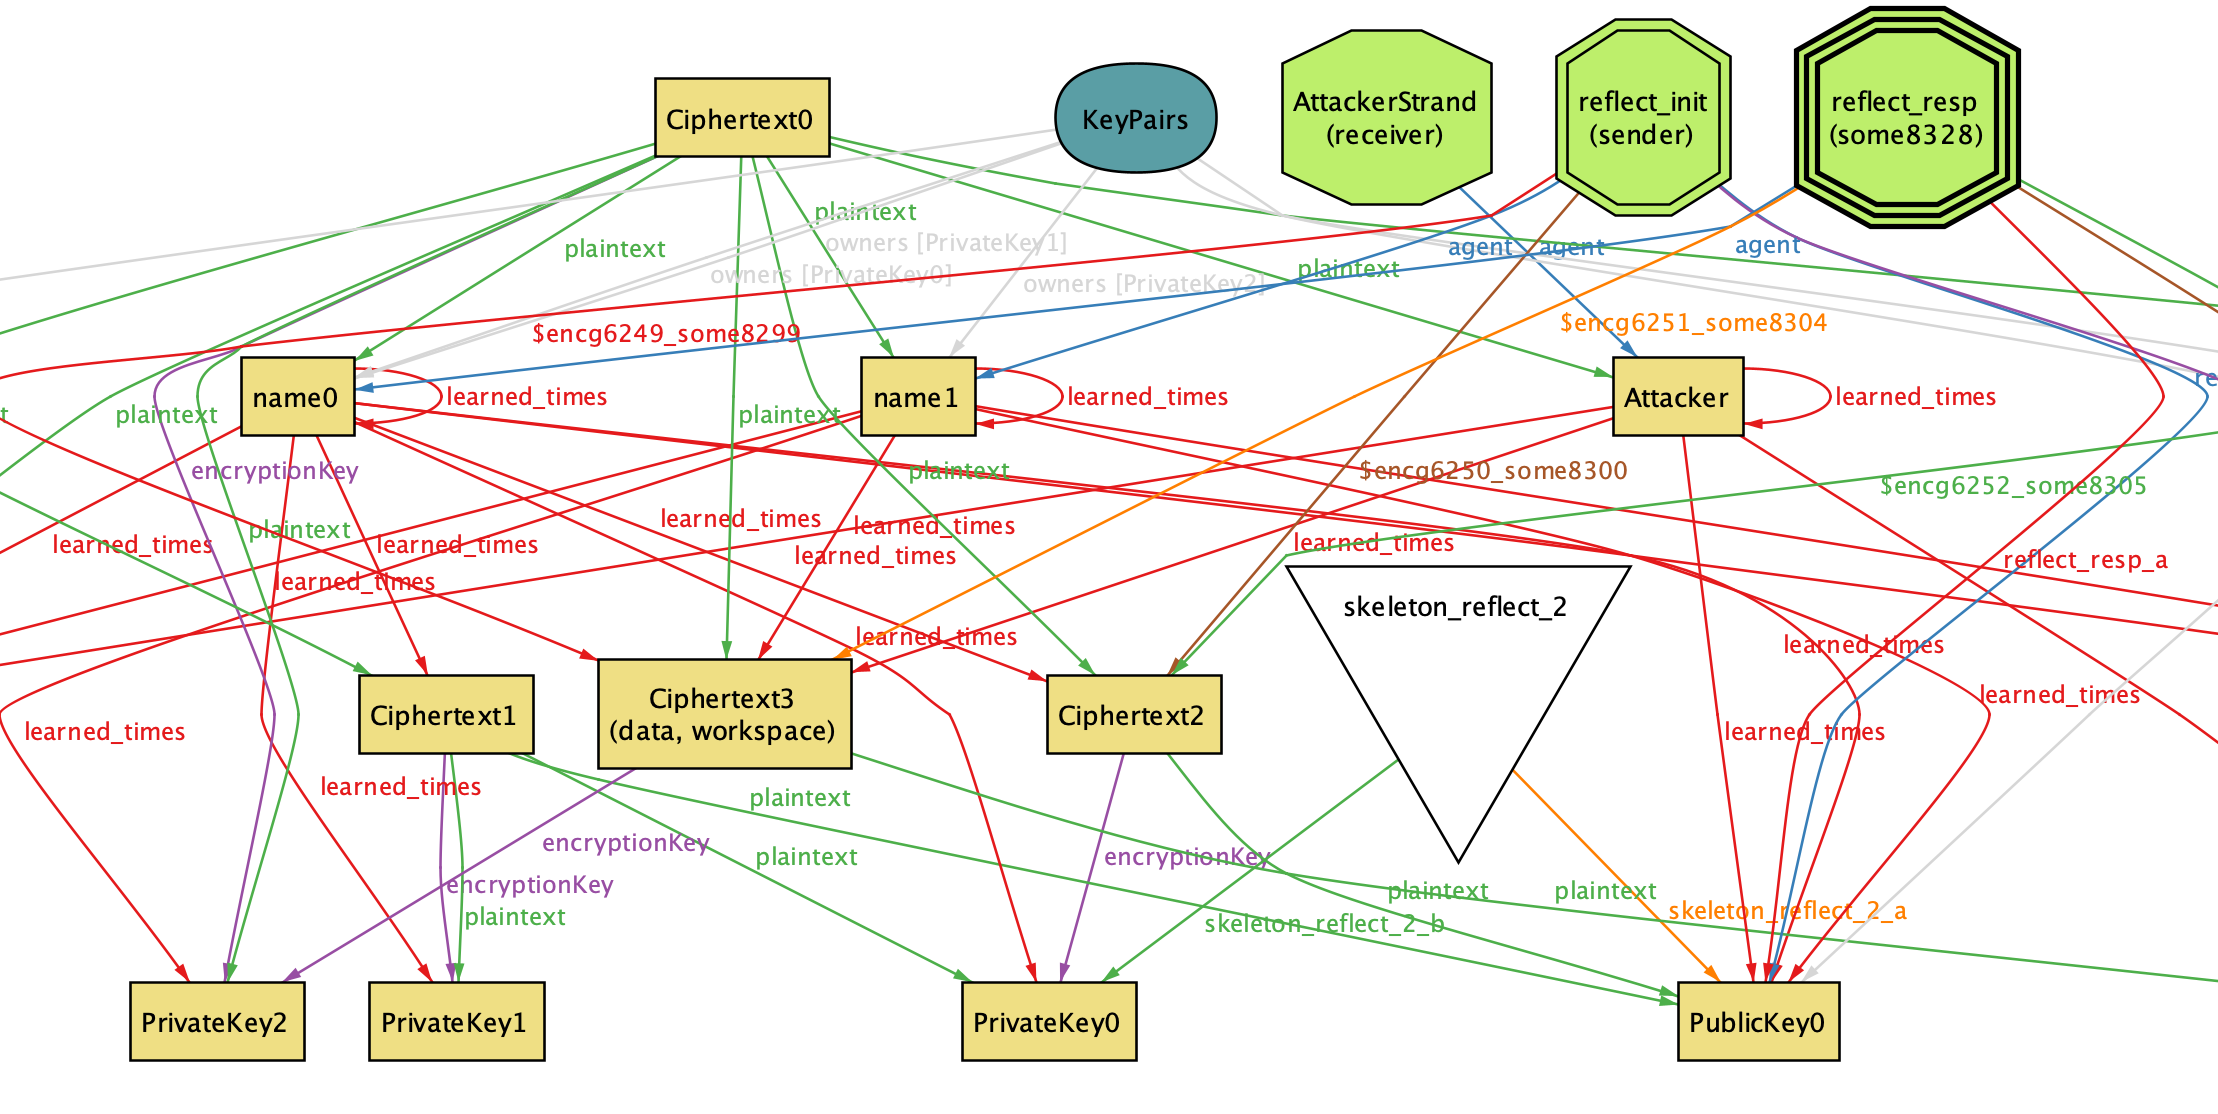 Ciphertext0
KeyPairs
AttackerStrand
(receiver)
reflect_init
(sender)
reflect_resp
(some8328)
plaintext
plaintext
owners [PrivateKey1]
owners [PrivateKey0]
owners [PrivateKey2]
plaintext
agent
agent
agent
$encg6249_some8299
$encg6251_some8304
name0
learned_times
name1
learned_times
Attacker
learned_times
re
t
plaintext
plaintext
encryptionKey
plaintext
$encg6250_some8300
$encg6252_some8305
plaintext
learned_times
learned_times
learned_times
learned_times
learned_times
learned_times
learned_times
reflect_resp_a
skeleton_reflect_2
learned_times
learned_times
learned_times
Ciphertext1
Ciphertext3
(data, workspace)
Ciphertext2
learned_times
learned_times
learned_times
plaintext
encryptionKey
plaintext
encryptionKey
encryptionKey
plaintext
plaintext
plaintext
skeleton_reflect_2_a
skeleton_reflect_2_b
PrivateKey2
PrivateKey1
PrivateKey0
PublicKey0